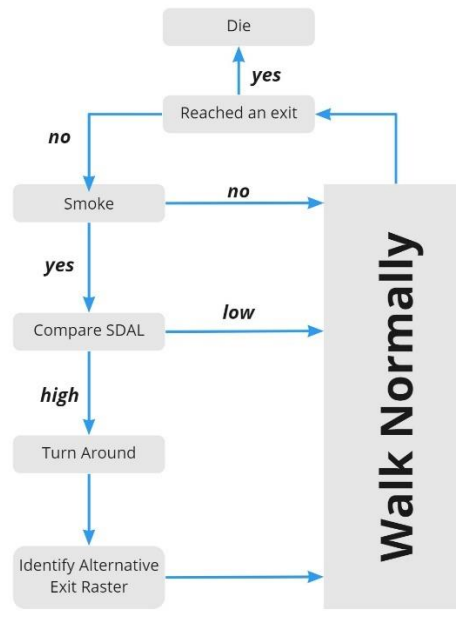 Die
yes
Reached an exit
no
Smoke
no
yes
Compare SDAL
low
high
Turn Around
Identify Alternative
Exit Raster
Walk Normally